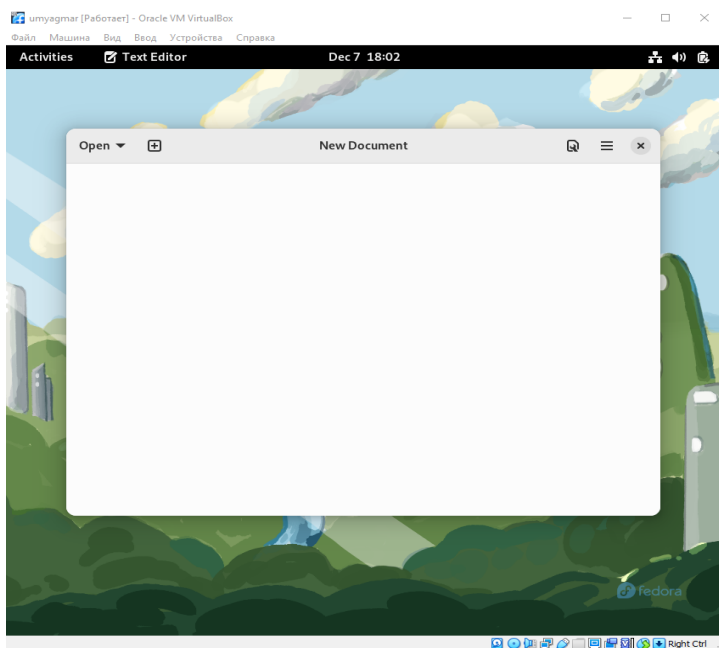 umyagmar [Работает] - Oracle VM VirtualBox
Файл Машина Вид Ввод Устройства Справка
Activities Text Editor Dec 7 18:02
Open New Document
fedora
Right Ctrl